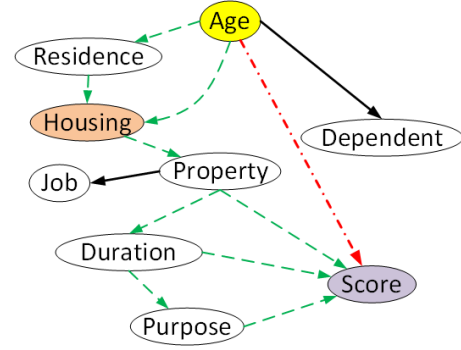 Age
Residence
Housing
Dependent
Job
Property
Duration
Score
Purpose